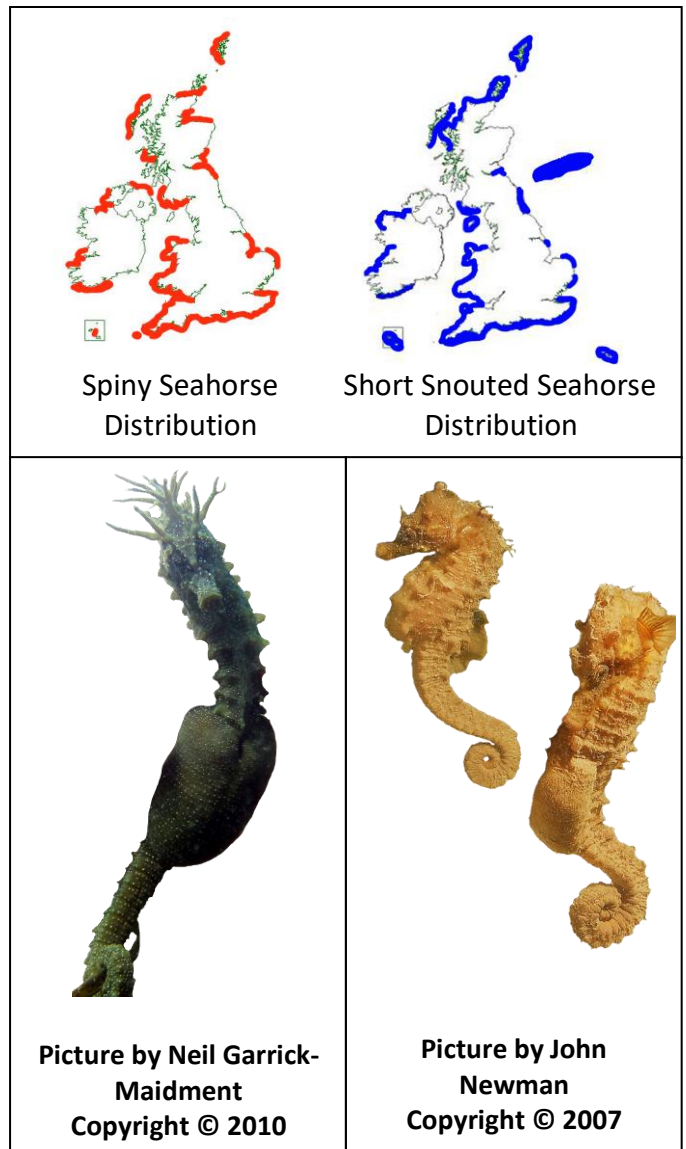 Spiny Seahorse
Distribution
Short Snouted Seahorse
Distribution
Picture by Neil Garrick-
Maidment
Copyright © 2010
Picture by John
Newman
Copyright © 2007